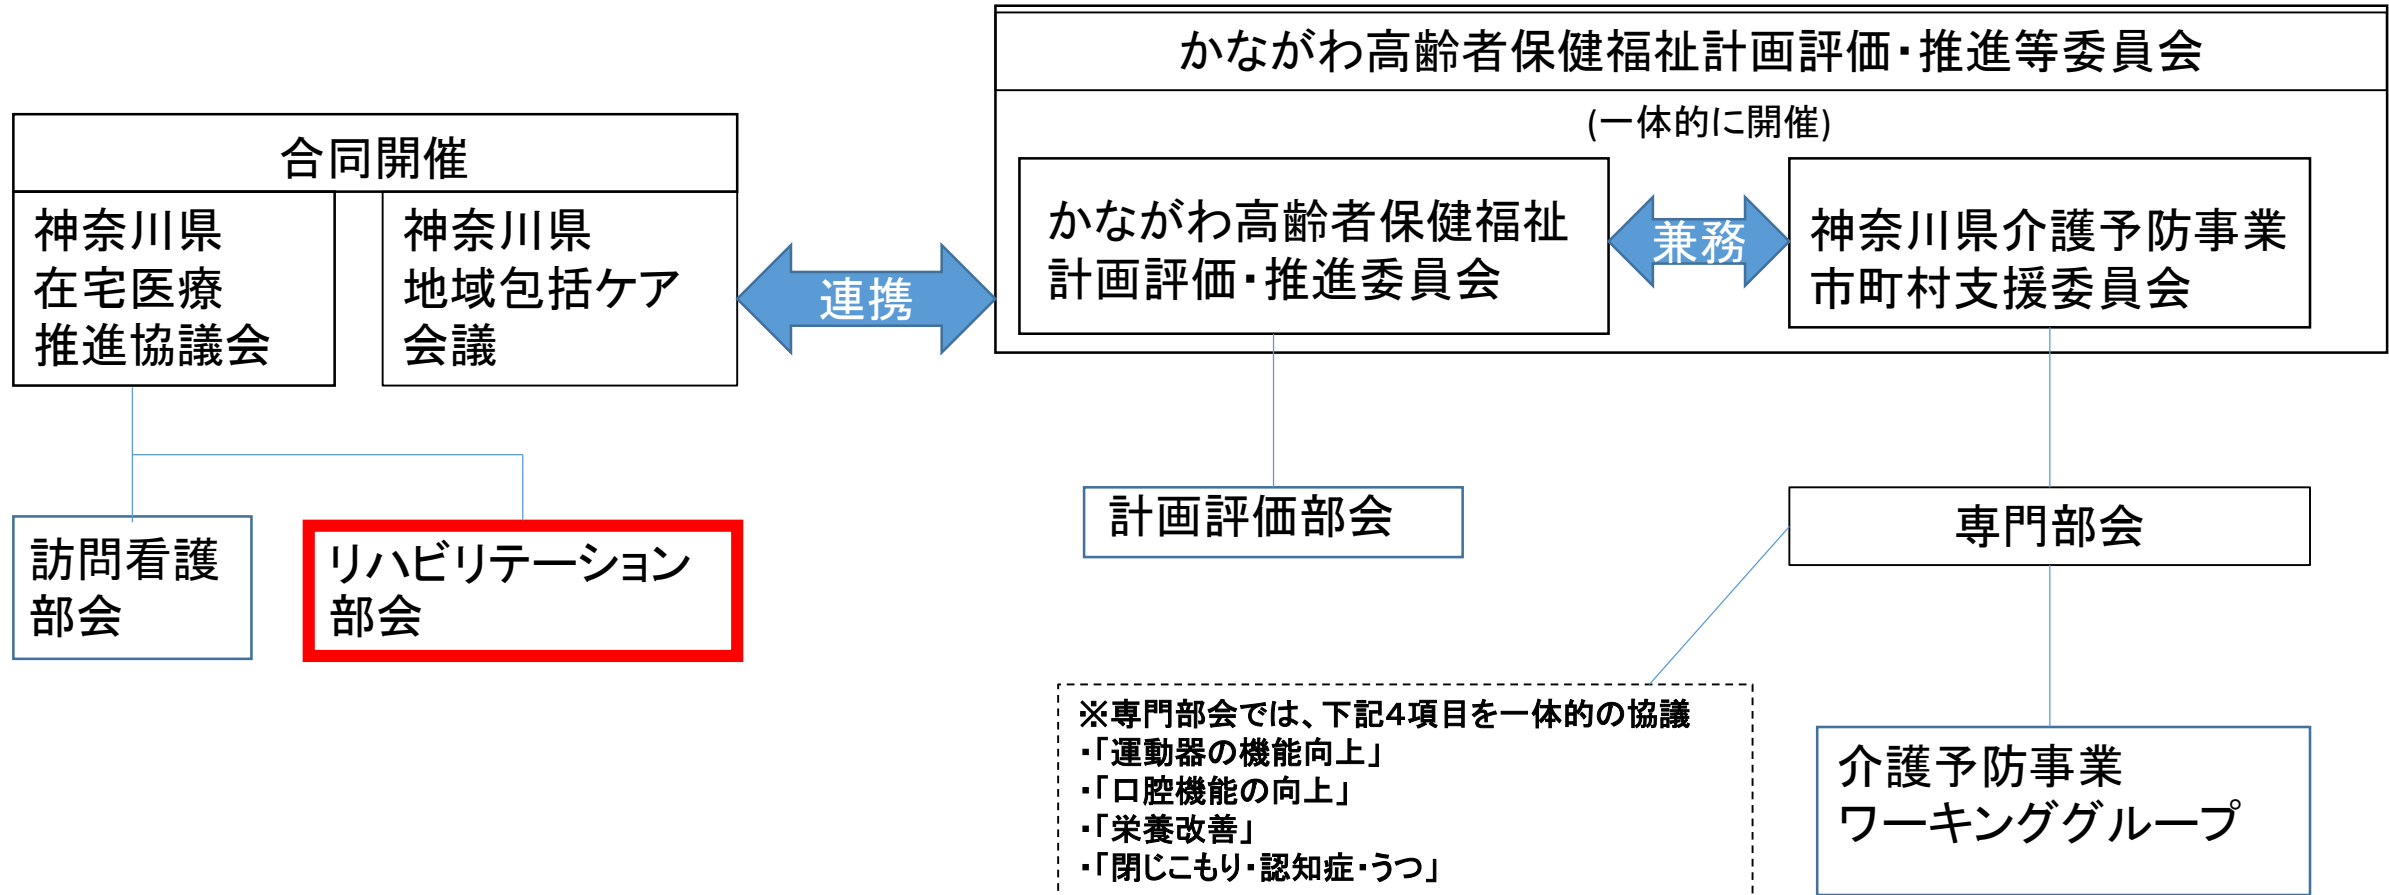 かながわ高齢者保健福祉計画評価・推進等委員会
(一体的に開催)
合同開催
神奈川県
在宅医療
推進協議会
神奈川県
地域包括ケア
会議
連携
かながわ高齢者保健福祉
計画評価・推進委員会
兼務
神奈川県介護予防事業
市町村支援委員会
訪問看護
部会
リハビリテーション
部会
計画評価部会
専門部会
※専門部会では、下記4項目を一体的の協議
・「運動器の機能向上」
・「口腔機能の向上」
・「栄養改善」
・「閉じこもり・認知症・うつ」
介護予防事業
ワーキンググループ